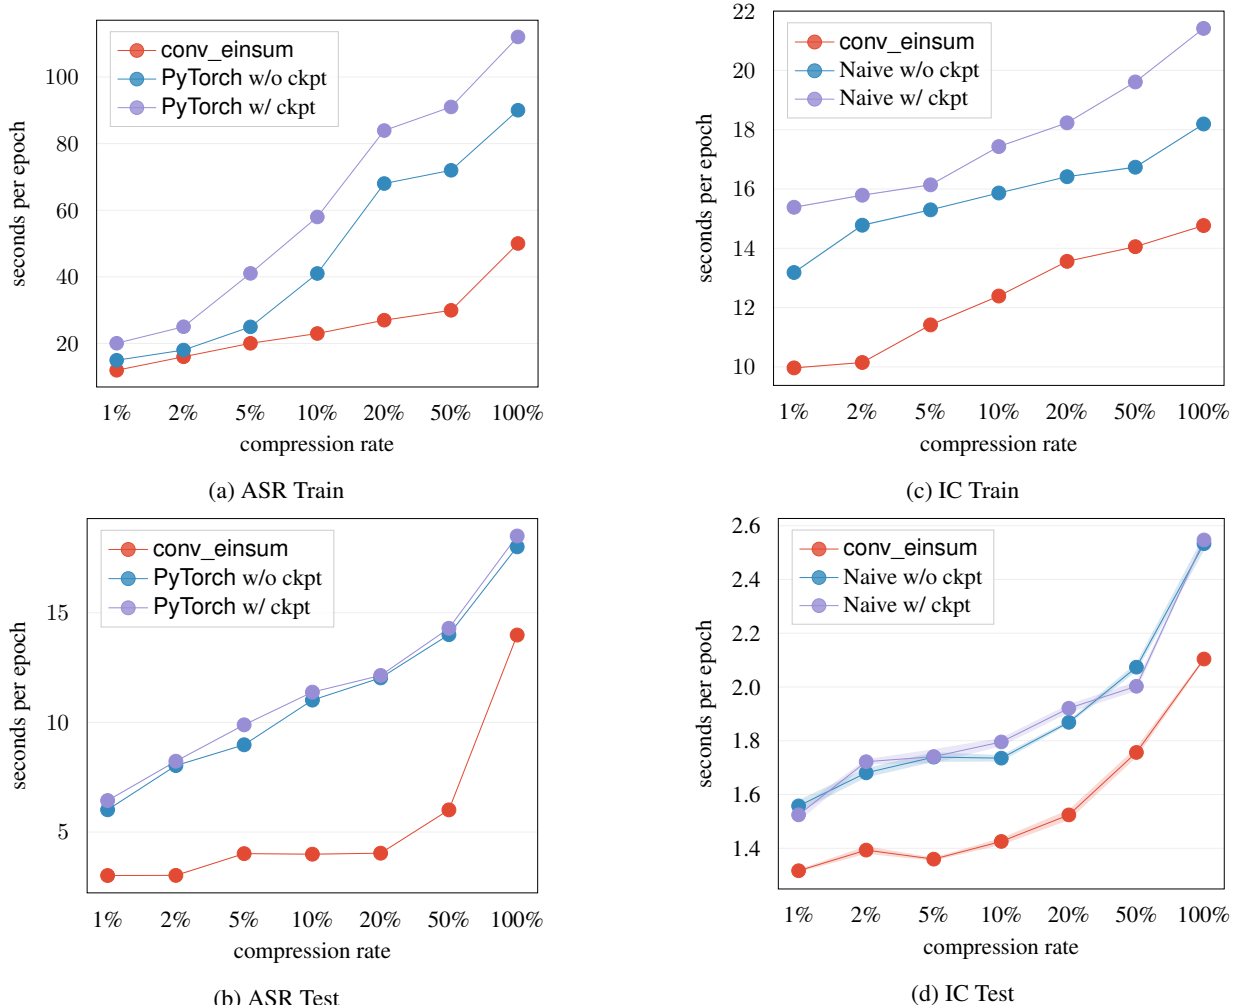 conv_einsum
PyTorch w/o ckpt
PyTorch w/ ckpt
100
80
60
40
20
seconds per epoch
1% 2% 5% 10% 20% 50% 100%
compression rate
(a) ASR Train
conv_einsum
PyTorch w/o ckpt
PyTorch w/ ckpt
15
10
5
seconds per epoch
1% 2% 5% 10% 20% 50% 100%
compression rate
(b) ASR Test
22
20
18
16
14
12
10
conv_einsum
Naive w/o ckpt
Naive w/ ckpt
seconds per epoch
1% 2% 5% 10% 20% 50% 100%
compression rate
(c) IC Train
2.6
2.4
2.2
2.0
1.8
1.6
1.4
conv_einsum
Naive w/o ckpt
Naive w/ ckpt
seconds per epoch
1% 2% 5% 10% 20% 50% 100%
compression rate
(d) IC Test